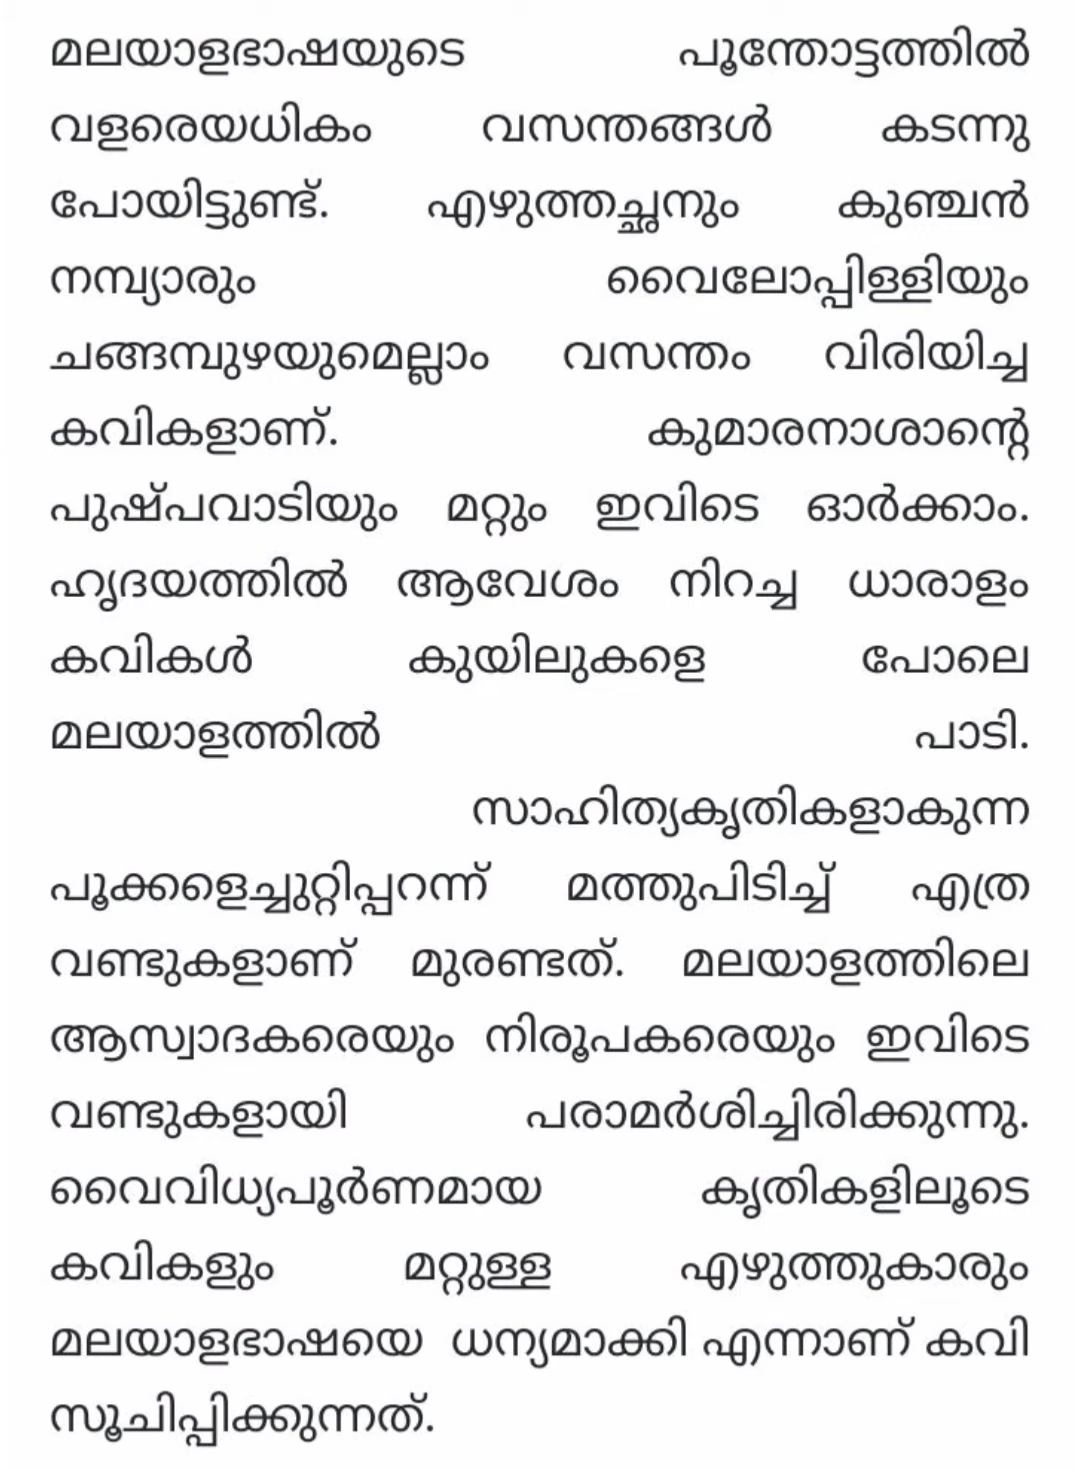 മലയാളഭാഷയുടെ പൂന്തോട്ടത്തിൽ
വളരെയധികം വസന്തങ്ങൾ കടന്നു
പോയിട്ടുണ്ട്. എഴുത്തച്ഛനും കുഞ്ചൻ
നമ്പ്യാരും വൈലോപ്പിള്ളിയും
ചങ്ങമ്പുഴയുമെല്ലാം വസന്തം വിരിയിച്ച
കവികളാണ്. കുമാരനാശാന്റെ
പുഷ്പവാടിയും മറ്റും ഇവിടെ ഓർക്കാം.
ഹൃദയത്തിൽ ആവേശം നിറച്ച ധാരാളം
കവികൾ കുയിലുകളെ പോലെ
മലയാളത്തിൽ പാടി.
സാഹിത്യകൃതികളാകുന്ന
പൂക്കളെച്ചുറ്റിപ്പറന്ന് മത്തുപിടിച്ച് എത്ര
വണ്ടുകളാണ് മുരണ്ടത്. മലയാളത്തിലെ
ആസ്വാദകരെയും നിരൂപകരെയും ഇവിടെ
വണ്ടുകളായി പരാമർശിച്ചിരിക്കുന്നു.
വൈവിധ്യപൂർണമായ കൃതികളിലൂടെ
കവികളും മറ്റുള്ള എഴുത്തുകാരും
മലയാളഭാഷയെ ധന്യമാക്കി എന്നാണ് കവി
സൂചിപ്പിക്കുന്നത്.